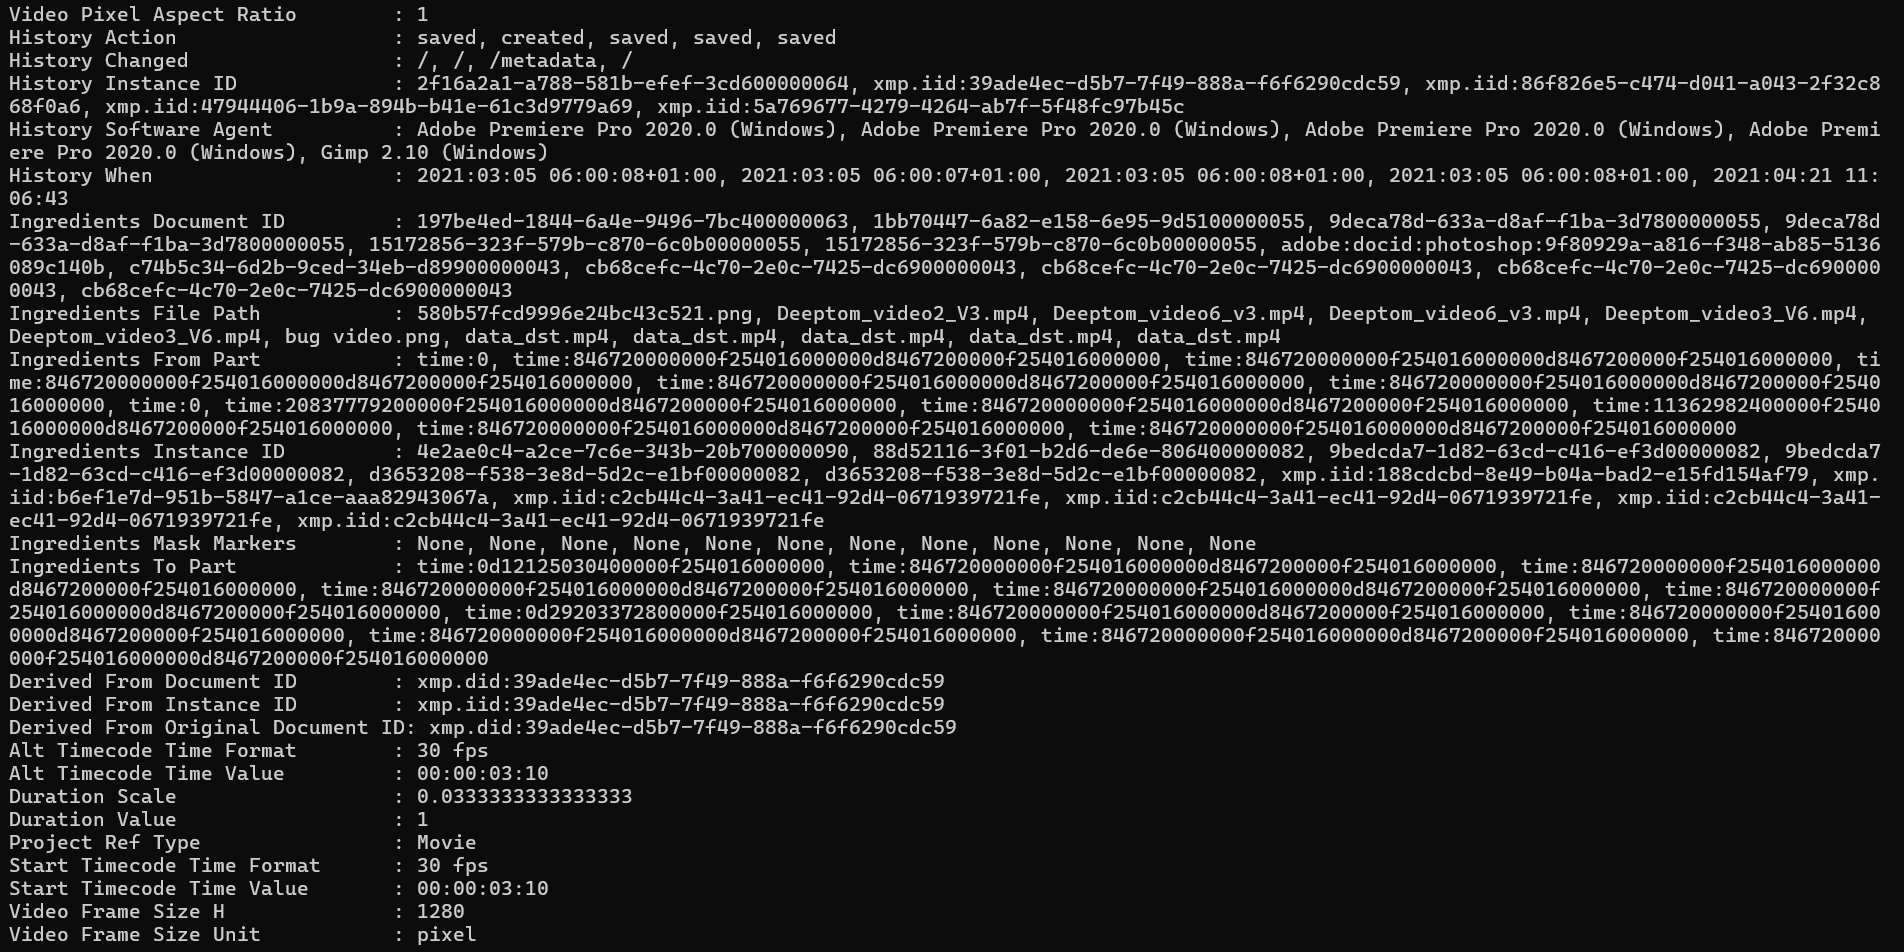 Video Pixel Aspect Ratio        : 1
History Action                  : saved, created, saved, saved, saved
History Changed                 : /, /, /metadata, /
History Instance ID             : 2f16a2a1-a788-581b-efef-3cd600000064, xmp.iid:39ade4ec-d5b7-7f49-888a-f6f6290cdc59, xmp.iid:86f826e5-c474-d041-a043-2f32c8
68f0a6, xmp.iid:47944406-1b9a-894b-b41e-61c3d9779a69, xmp.iid:5a769677-4279-4264-ab7f-5f48fc97b45c
History Software Agent          : Adobe Premiere Pro 2020.0 (Windows), Adobe Premiere Pro 2020.0 (Windows), Adobe Premiere Pro 2020.0 (Windows), Adobe Premi
ere Pro 2020.0 (Windows), Gimp 2.10 (Windows)
History When                    : 2021:03:05 06:00:08+01:00, 2021:03:05 06:00:07+01:00, 2021:03:05 06:00:08+01:00, 2021:03:05 06:00:08+01:00, 2021:04:21 11:
06:43
Ingredients Document ID         : 197be4ed-1844-6a4e-9496-7bc400000063, 1bb70447-6a82-e158-6e95-9d5100000055, 9deca78d-633a-d8af-f1ba-3d7800000055, 9deca78d
-633a-d8af-f1ba-3d7800000055, 15172856-323f-579b-c870-6c0b00000055, 15172856-323f-579b-c870-6c0b00000055, adobe:docid:photoshop:9f80929a-a816-f348-ab85-5136
089c140b, c74b5c34-6d2b-9ced-34eb-d89900000043, cb68cefc-4c70-2e0c-7425-dc6900000043, cb68cefc-4c70-2e0c-7425-dc6900000043, cb68cefc-4c70-2e0c-7425-dc690000
0043, cb68cefc-4c70-2e0c-7425-dc6900000043
Ingredients File Path           : 580b57fcd9996e24bc43c521.png, Deeptom_video2_V3.mp4, Deeptom_video6_v3.mp4, Deeptom_video6_v3.mp4, Deeptom_video3_V6.mp4,
Deeptom_video3_V6.mp4, bug video.png, data_dst.mp4, data_dst.mp4, data_dst.mp4, data_dst.mp4, data_dst.mp4
Ingredients From Part           : time:0, time:846720000000f254016000000d8467200000f254016000000, time:846720000000f254016000000d8467200000f254016000000, ti
me:846720000000f254016000000d8467200000f254016000000, time:846720000000f254016000000d8467200000f254016000000, time:846720000000f254016000000d8467200000f2540
16000000, time:0, time:20837779200000f254016000000d8467200000f254016000000, time:846720000000f254016000000d8467200000f254016000000, time:11362982400000f2540
16000000d8467200000f254016000000, time:846720000000f254016000000d8467200000f254016000000, time:846720000000f254016000000d8467200000f254016000000
Ingredients Instance ID         : 4e2ae0c4-a2ce-7c6e-343b-20b700000090, 88d52116-3f01-b2d6-de6e-806400000082, 9bedcda7-1d82-63cd-c416-ef3d00000082, 9bedcda7
-1d82-63cd-c416-ef3d00000082, d3653208-f538-3e8d-5d2c-e1bf00000082, d3653208-f538-3e8d-5d2c-e1bf00000082, xmp.iid:188cdcbd-8e49-b04a-bad2-e15fd154af79, xmp.
iid:b6ef1e7d-951b-5847-a1ce-aaa82943067a, xmp.iid:c2cb44c4-3a41-ec41-92d4-0671939721fe, xmp.iid:c2cb44c4-3a41-ec41-92d4-0671939721fe, xmp.iid:c2cb44c4-3a41-
ec41-92d4-0671939721fe, xmp.iid:c2cb44c4-3a41-ec41-92d4-0671939721fe
Ingredients Mask Markers        : None, None, None, None, None, None, None, None, None, None, None, None
Ingredients To Part             : time:0d12125030400000f254016000000, time:846720000000f254016000000d8467200000f254016000000, time:846720000000f254016000000
d8467200000f254016000000, time:846720000000f254016000000d8467200000f254016000000, time:846720000000f254016000000d8467200000f254016000000, time:846720000000f
254016000000d8467200000f254016000000, time:0d29203372800000f254016000000, time:846720000000f254016000000d8467200000f254016000000, time:846720000000f25401600
0000d8467200000f254016000000, time:846720000000f254016000000d8467200000f254016000000, time:846720000000f254016000000d8467200000f254016000000, time:846720000
000f254016000000d8467200000f254016000000
Derived From Document ID        : xmp.did:39ade4ec-d5b7-7f49-888a-f6f6290cdc59
Derived From Instance ID        : xmp.iid:39ade4ec-d5b7-7f49-888a-f6f6290cdc59
Derived From Original Document ID: xmp.did:39ade4ec-d5b7-7f49-888a-f6f6290cdc59
Alt Timecode Time Format        : 30 fps
Alt Timecode Time Value         : 00:00:03:10
Duration Scale                  : 0.0333333333333333
Duration Value                  : 1
Project Ref Type                : Movie
Start Timecode Time Format      : 30 fps
Start Timecode Time Value       : 00:00:03:10
Video Frame Size H              : 1280
Video Frame Size Unit           : pixel